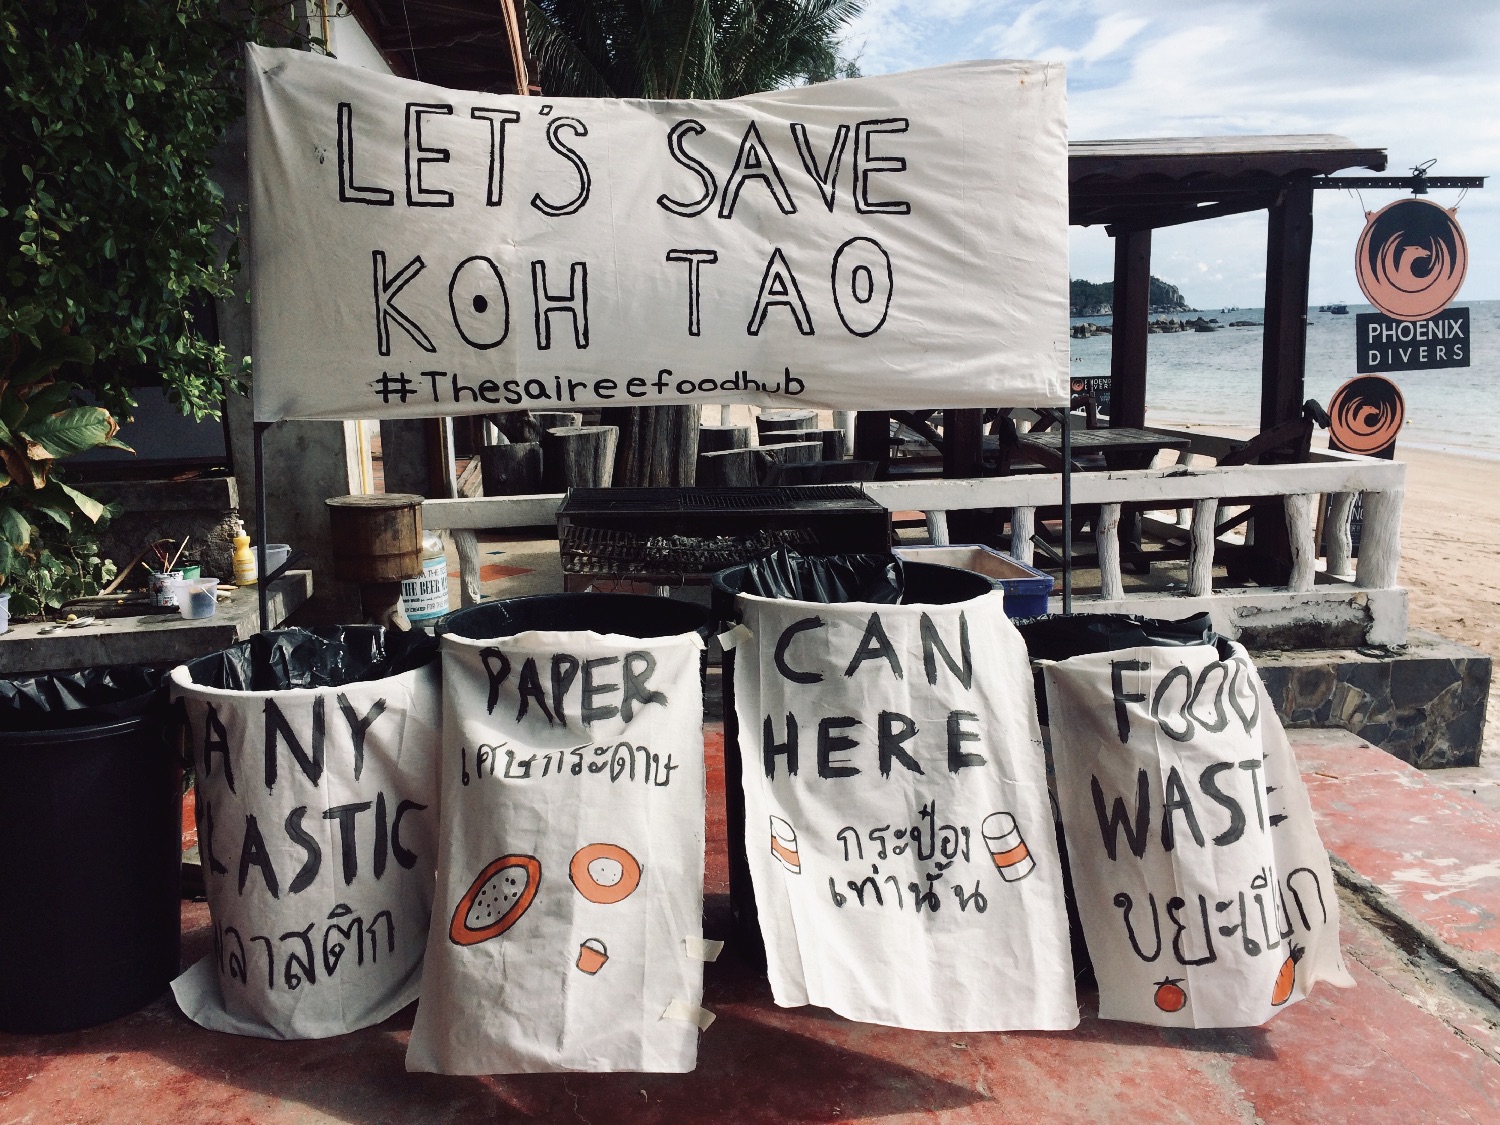 LET'S SAVE
KOH TAO
#Thesaireefoodhub
PHOENIX
DIVERS
THE BEER
ANY
PLASTIC
พลาสติก
PAPER
เศษกระดาษ
CAN
HERE
กระป๋อง
เท่านั้น
FOOD
WASTE
ขยะเปียก